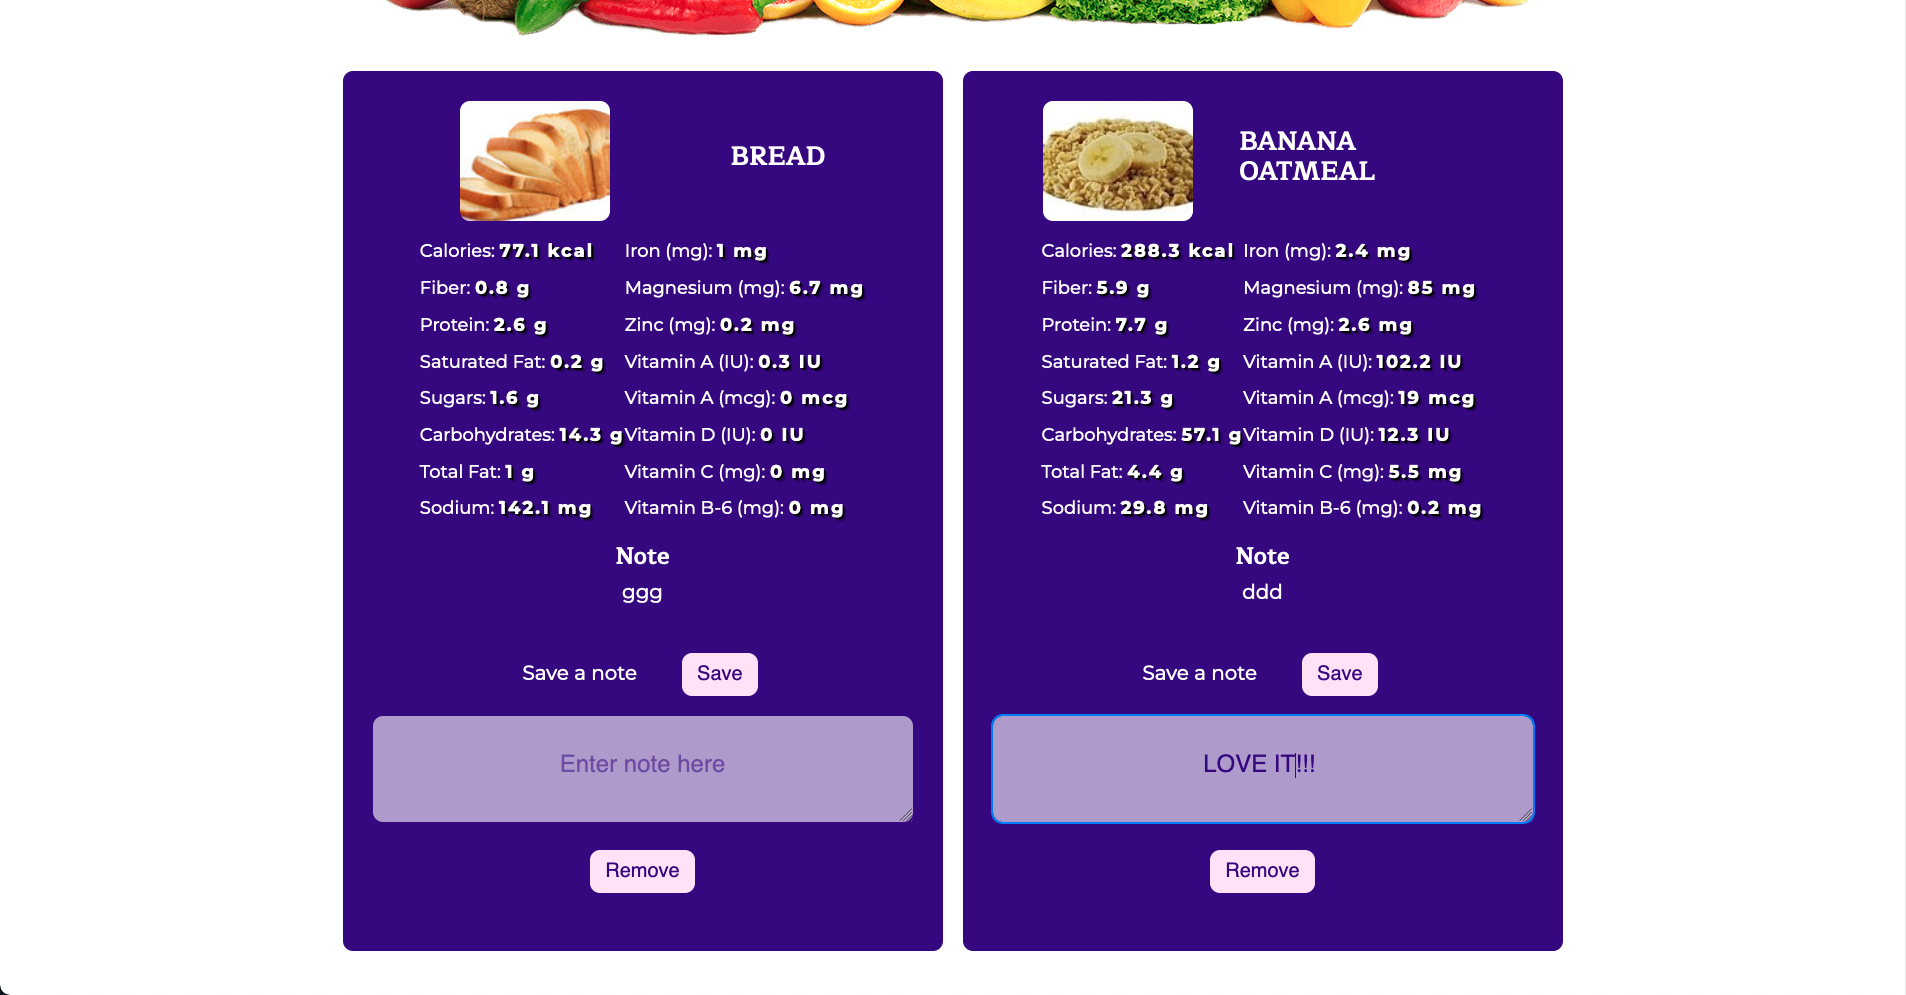 BREAD
Calories: 77.1 kcal
Fiber: 0.8 g
Protein: 2.6 g
Saturated Fat: 0.2 g
Sugars: 1.6 g
Carbohydrates: 14.3 g
Total Fat: 1 g
Sodium: 142.1 mg
Iron (mg): 1 mg
Magnesium (mg): 6.7 mg
Zinc (mg): 0.2 mg
Vitamin A (IU): 0.3 IU
Vitamin A (mcg): 0 mcg
Vitamin D (IU): 0 IU
Vitamin C (mg): 0 mg
Vitamin B-6 (mg): 0 mg
Note
ggg
Save a note
Save
Enter note here
Remove
BANANA
OATMEAL
Calories: 288.3 kcal
Fiber: 5.9 g
Protein: 7.7 g
Saturated Fat: 1.2 g
Sugars: 21.3 g
Carbohydrates: 57.1 g
Total Fat: 4.4 g
Sodium: 29.8 mg
Iron (mg): 2.4 mg
Magnesium (mg): 85 mg
Zinc (mg): 2.6 mg
Vitamin A (IU): 102.2 IU
Vitamin A (mcg): 19 mcg
Vitamin D (IU): 12.3 IU
Vitamin C (mg): 5.5 mg
Vitamin B-6 (mg): 0.2 mg
Note
ddd
Save a note
Save
LOVE IT!!!
Remove